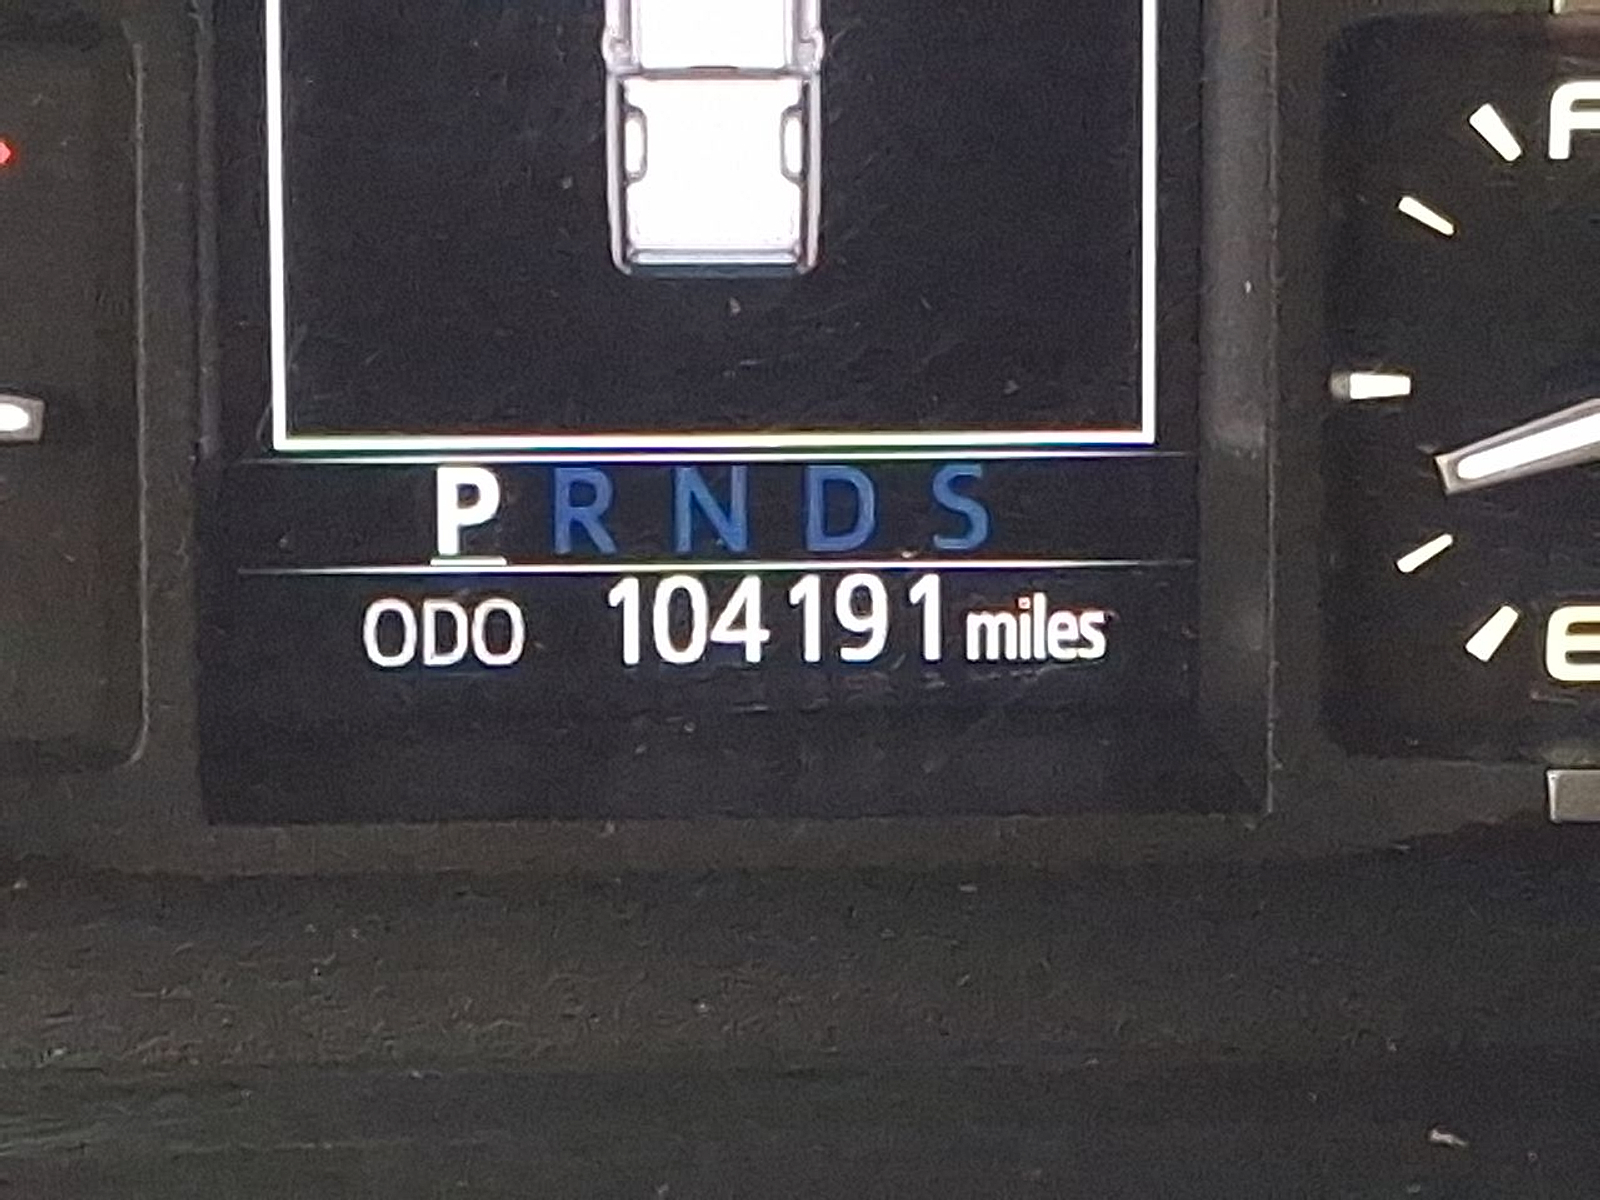 F
P R N D S
ODO 104191 miles
E